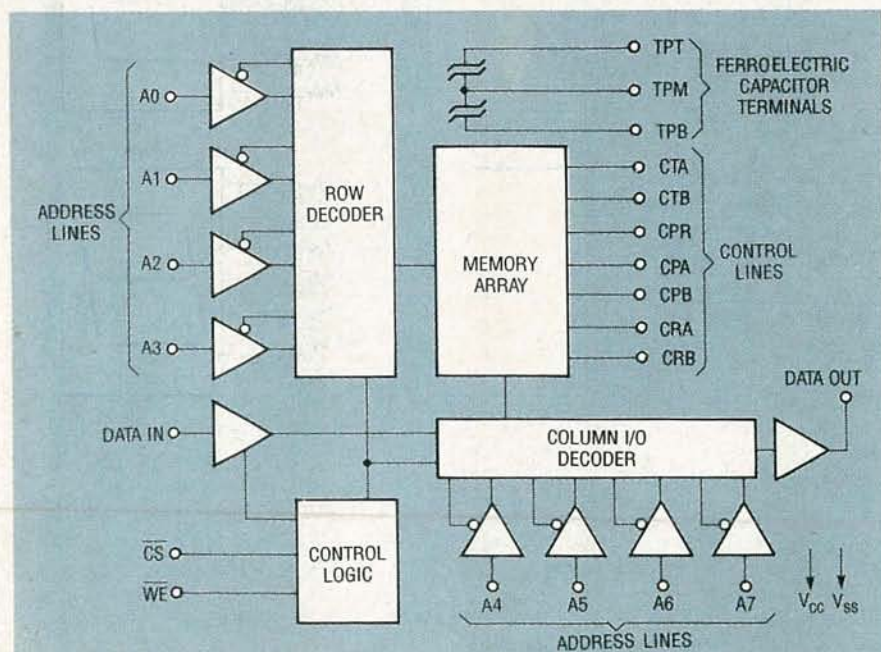 TPT
FERROELECTRIC
CAPACITOR
TERMINALS
TPM
TPB
A0
A1
ADDRESS
LINES
A2
A3
ROW
DECODER
MEMORY
ARRAY
CTA
CTB
CPR
CPA
CPB
CRA
CRB
CONTROL
LINES
DATA OUT
DATA IN
COLUMN I/O
DECODER
CS
WE
CONTROL
LOGIC
A4 A5 A6 A7
VCC VSS
ADDRESS LINES